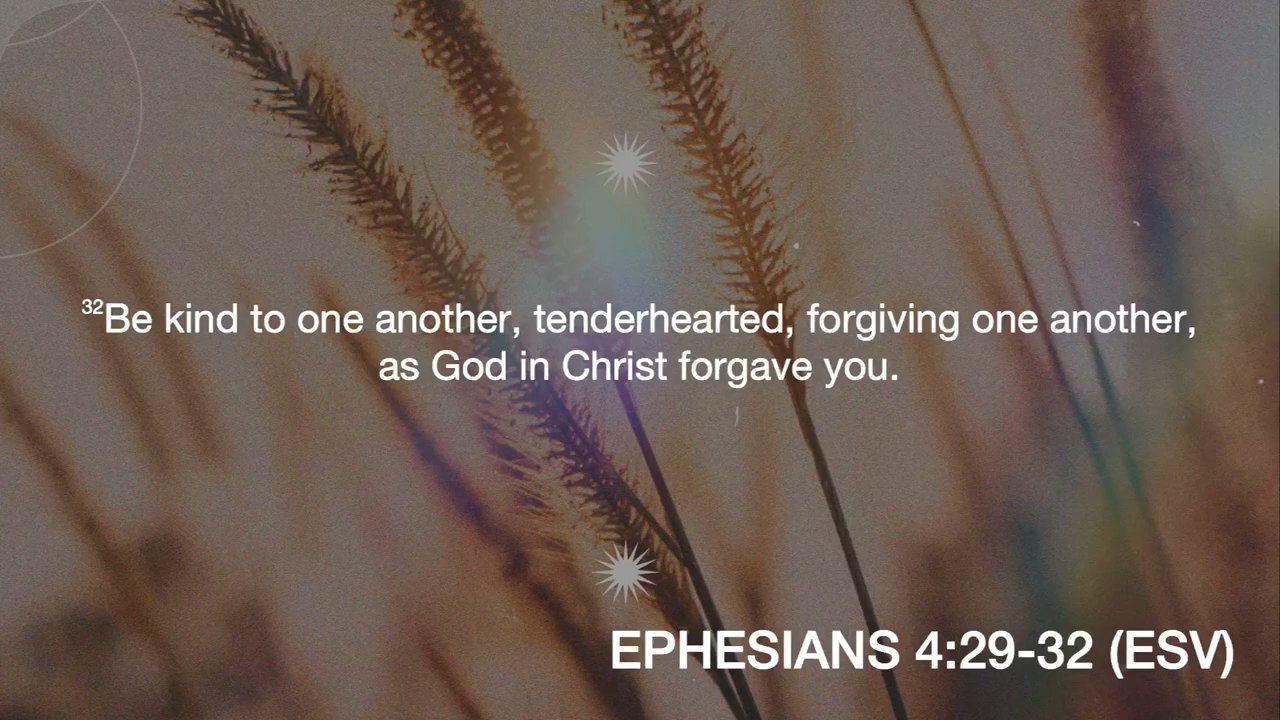 32Be kind to one another, tenderhearted, forgiving one another,
as God in Christ forgave you.
EPHESIANS 4:29-32 (ESV)